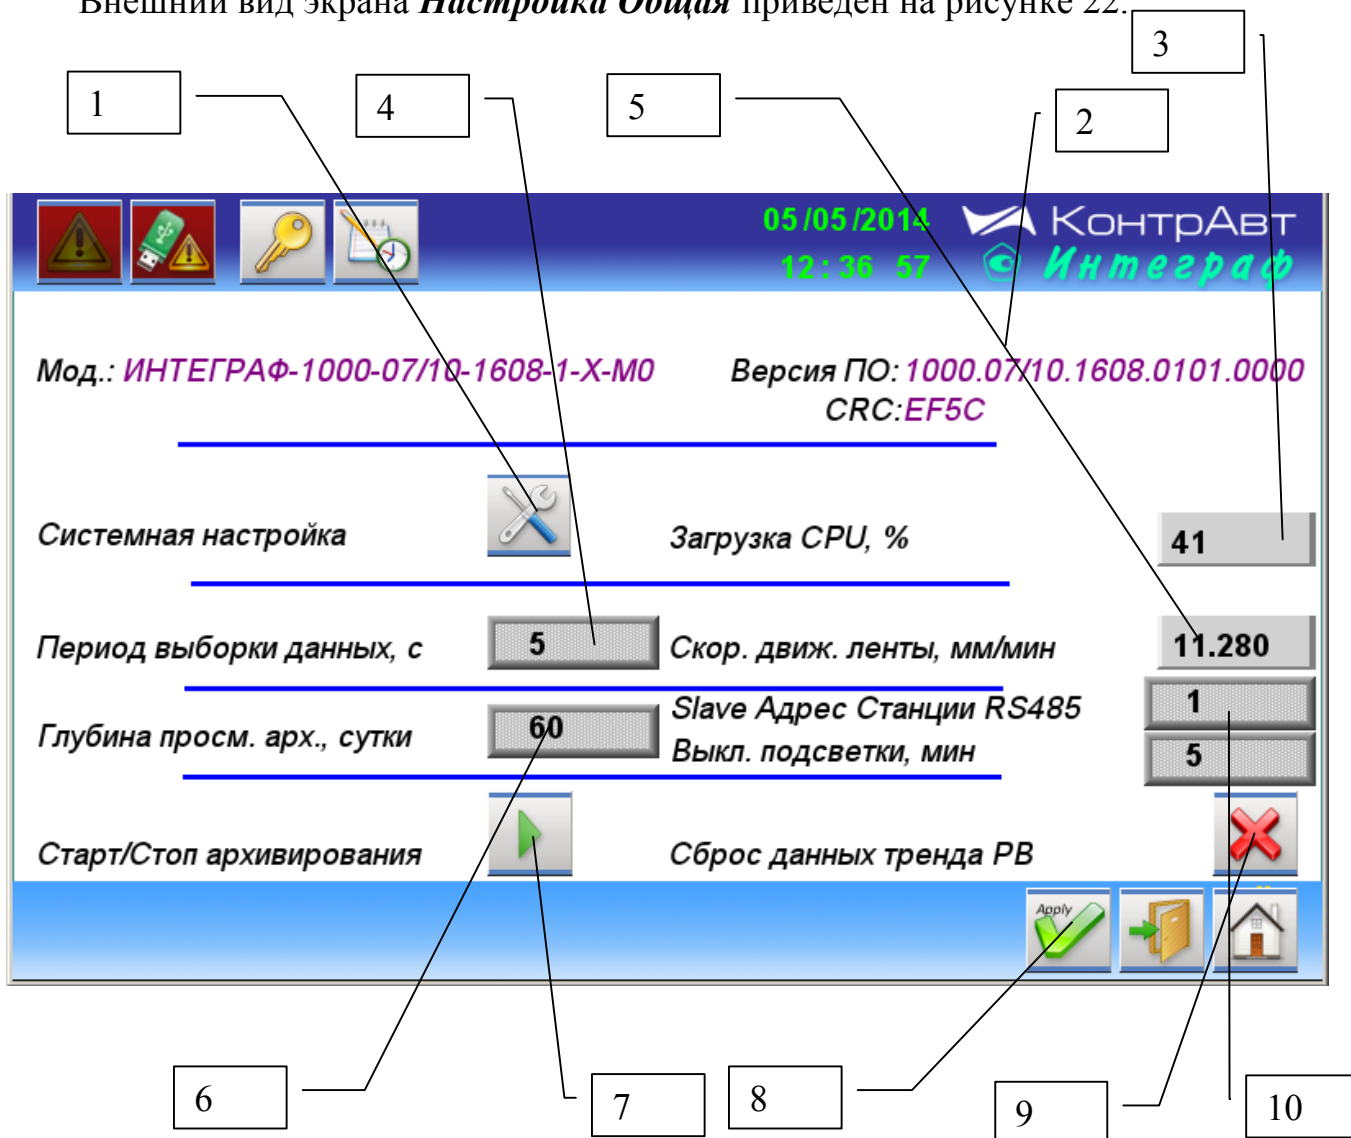 Внешний вид экрана Настройка Общая приведен на рисунке 22.
3
1
4
5
2
05/05/2014
КонтрАвт
12:36 57
Интеграф
Мод.: ИНТЕГРАФ-1000-07/10-1608-1-X-M0
Версия ПО: 1000.07/10.1608.0101.0000
CRC:EF5C
Системная настройка
Загрузка CPU, %
41
Период выборки данных, с
5
Скор. движ. ленты, мм/мин
11.280
Глубина просм. арх., сутки
60
Slave Адрес Станции RS485
1
Выкл. подсветки, мин
5
Старт/Стоп архивирования
Сброс данных тренда РВ
Apply
6
7
8
9
10